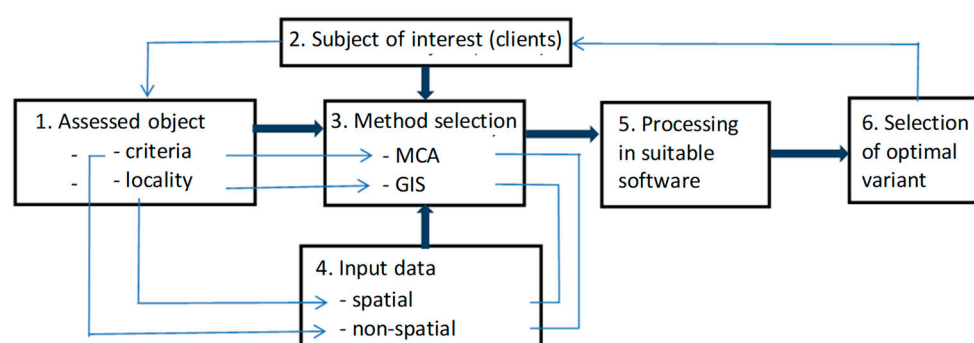 2. Subject of interest (clients)
1. Assessed object
- - criteria
- - locality
3. Method selection
- MCA
- GIS
4. Input data
- spatial
- non-spatial
5. Processing
in suitable
software
6. Selection
of optimal
variant